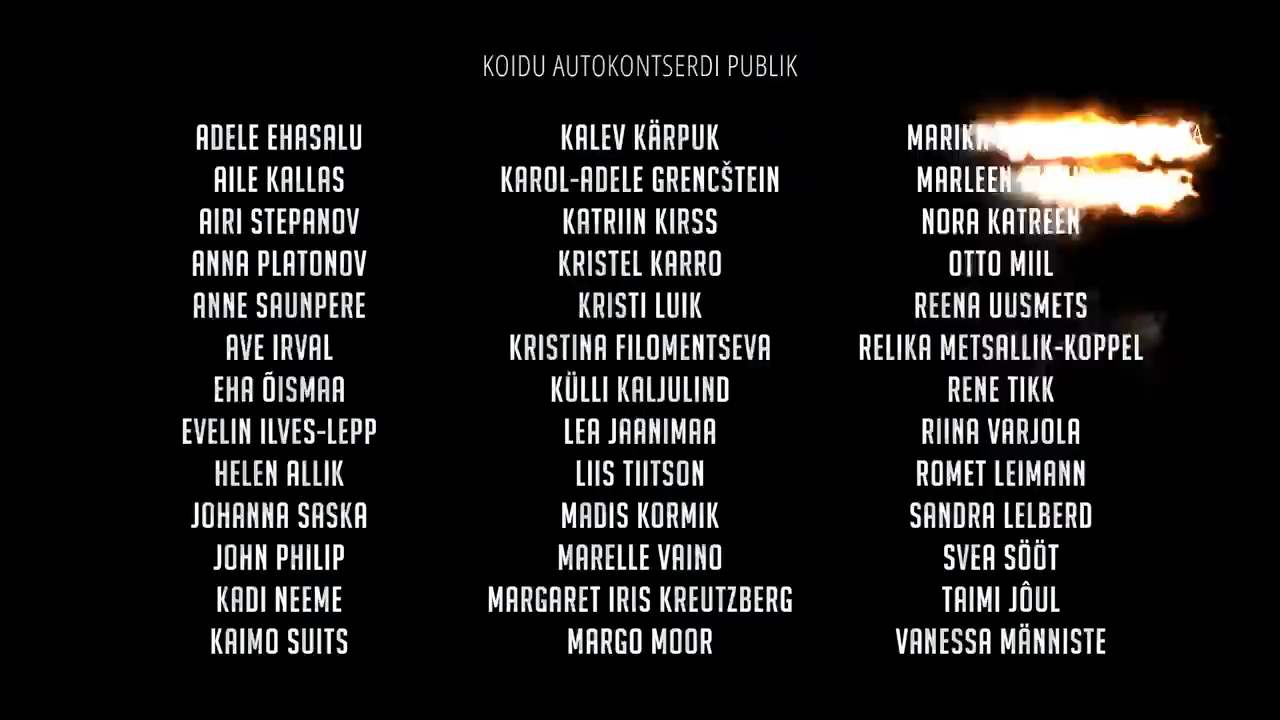 KOIDU AUTOKONTSERDI PUBLIK
ADELE EHASALU
AILE KALLAS
AIRI STEPANOV
ANNA PLATONOV
ANNE SAUNPERE
AVE IRVAL
EHA ÕISMAA
EVELIN ILVES-LEPP
HELEN ALLIK
JOHANNA SASKA
JOHN PHILIP
KADI NEEME
KAIMO SUITS
KALEV KÄRPUK
KAROL-ADELE GRENCŠTEIN
KATRIIN KIRSS
KRISTEL KARRO
KRISTI LUIK
KRISTINA FILOMENTSEVA
KÜLLI KALJULIND
LEA JAANIMAA
LIIS TIITSON
MADIS KORMIK
MARELLE VAINO
MARGARET IRIS KREUTZBERG
MARGO MOOR
MARIKA
MARLEEN
NORA KATREEN
OTTO MIIL
REENA UUSMETS
RELIKA METSALLIK-KOPPEL
RENE TIKK
RIINA VARJOLA
ROMET LEIMANN
SANDRA LELBERD
SVEA SÖÖT
TAIMI JÔUL
VANESSA MÄNNISTE